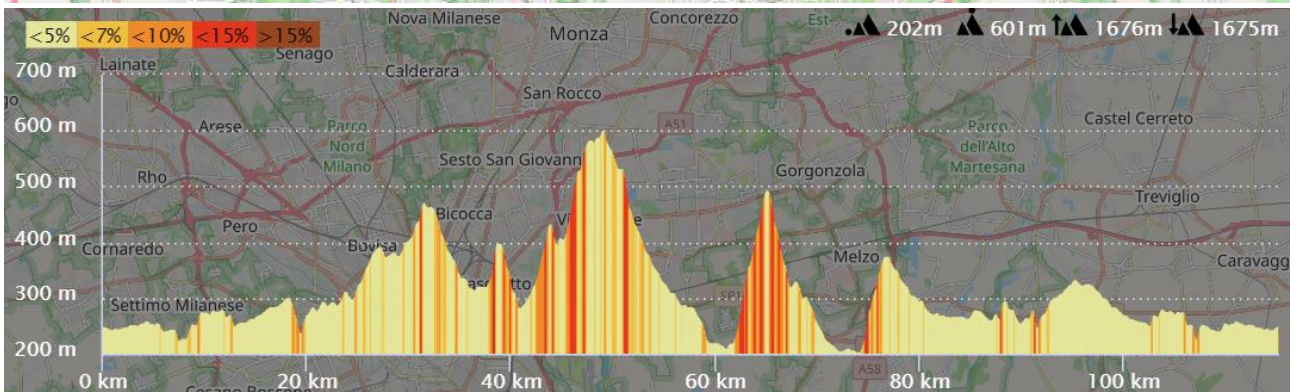 Nova Milanese
Concorezzo
Est
<5% <7% <10% <15% >15%
Monza
202m 601m 1676m 1675m
Senago
Lainate
Calderara
700 m
San Rocco
600 m
Arese
Parco
Nord
Milano
A51
Castel Cerreto
Parco
dell'Alto
Martesana
Sesto San Giovann
Gorgonzola
500 m
Rho
Treviglio
Bicocca
Pero
400 m
Cornaredo
Bovisa
Melzo
Caravagg
300 m
Settimo Milanese
SP1
200 m
A58
0 km 20 km 40 km 60 km 80 km 100 km